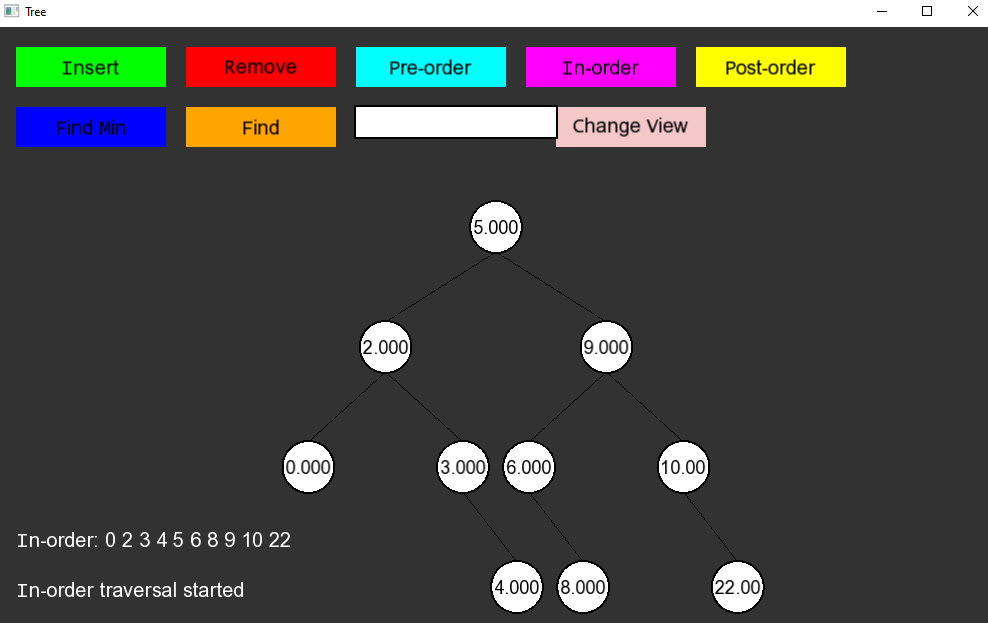 Tree
Insert Remove Pre-order In-order Post-order
Find Min Find Change View
5.000
2.000 9.000
0.000 3.000 6.000 10.00
In-order: 0 2 3 4 5 6 8 9 10 22
4.000 8.000 22.00
In-order traversal started